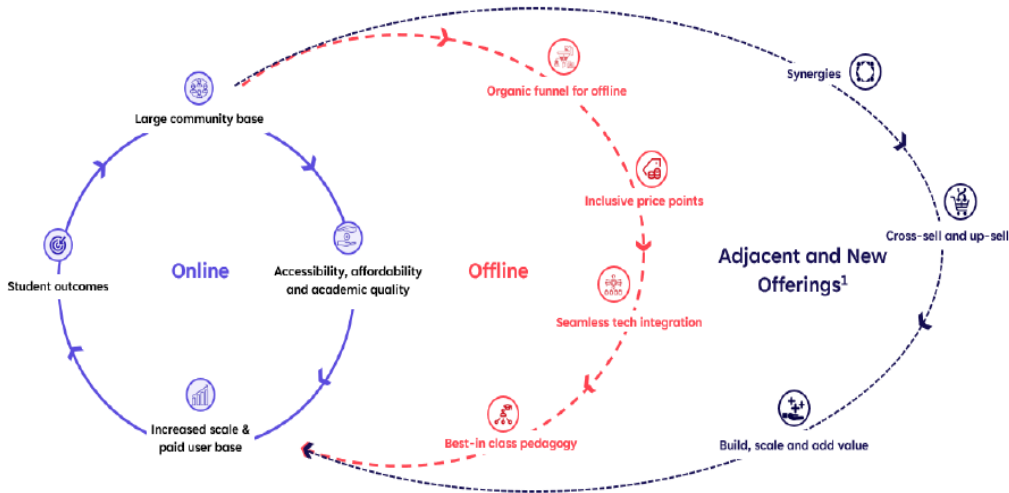 Synergies
Organic funnel for offline
Large community base
Inclusive price points
Cross-sell and up-sell
Online
Offline
Adjacent and New
Offerings¹
Accessibility, affordability
and academic quality
Student outcomes
Seamless tech integration
Increased scale &
paid user base
Best-in class pedagogy
Build, scale and add value